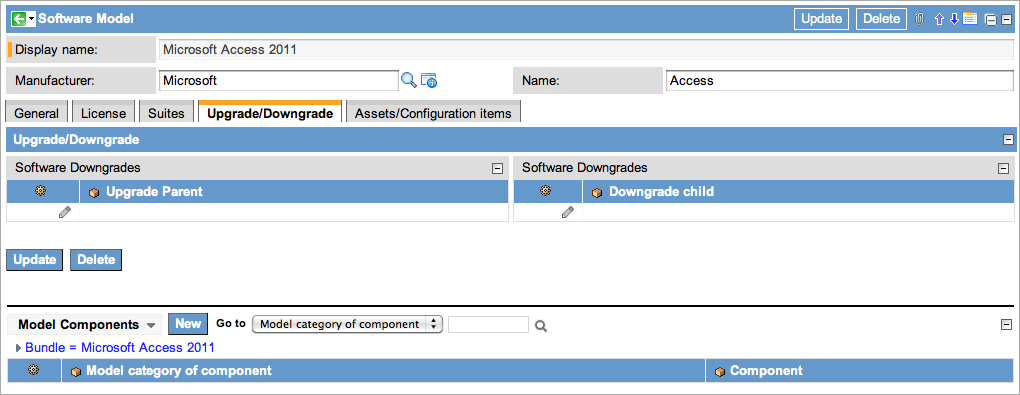 Software Model Update Delete
Display name: Microsoft Access 2011
Manufacturer: Microsoft Name: Access
General License Suites Upgrade/Downgrade Assets/Configuration items
Upgrade/Downgrade
Software Downgrades Software Downgrades
Upgrade Parent Downgrade child
Update Delete
Model Components New Go to Model category of component
Bundle = Microsoft Access 2011
Model category of component Component